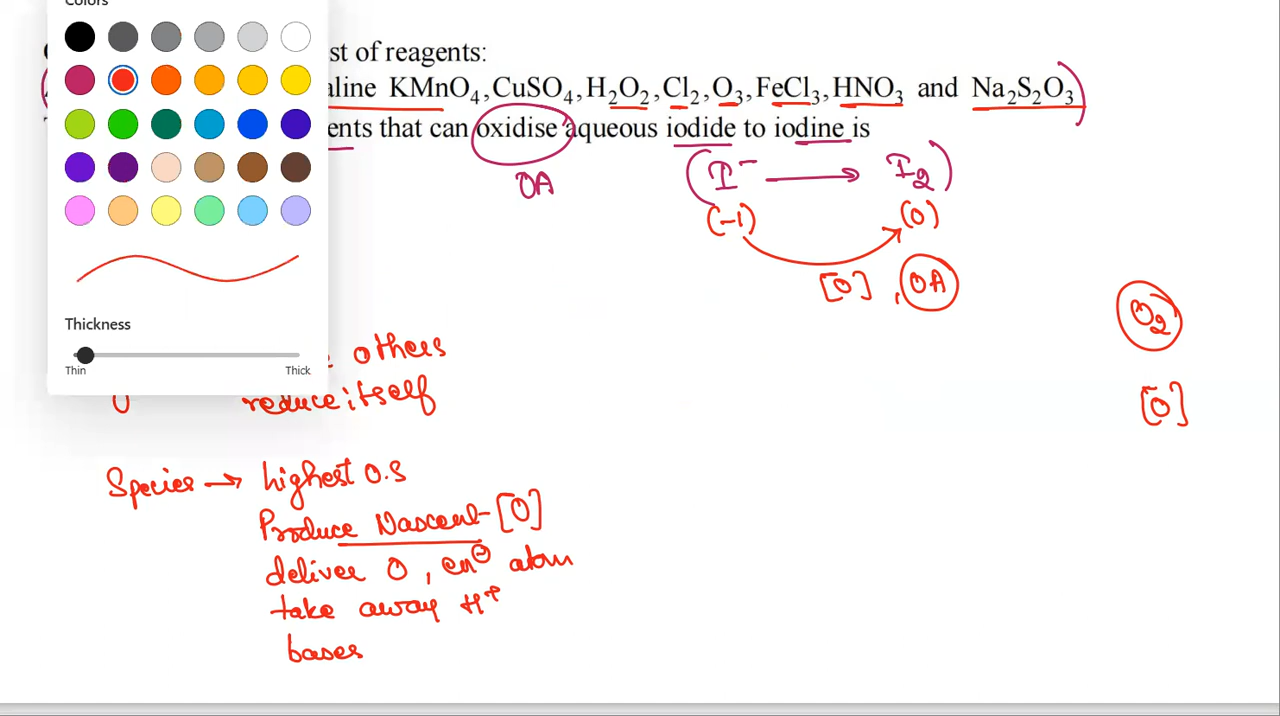 Colors
st of reagents:
aline KMnO4, CuSO4, H2O2, Cl2, O3, FeCl3, HNO3 and Na2S2O3
ents that can oxidise aqueous iodide to iodine is
OA
I⁻ → I2
(-1) (0)
[O], OA
O2
[O]
Thickness
Thin Thick
others
reduce itself
Species → highest O.S
Produce Nascent [O]
deliver O, en⊖ atom
take away H+
bases